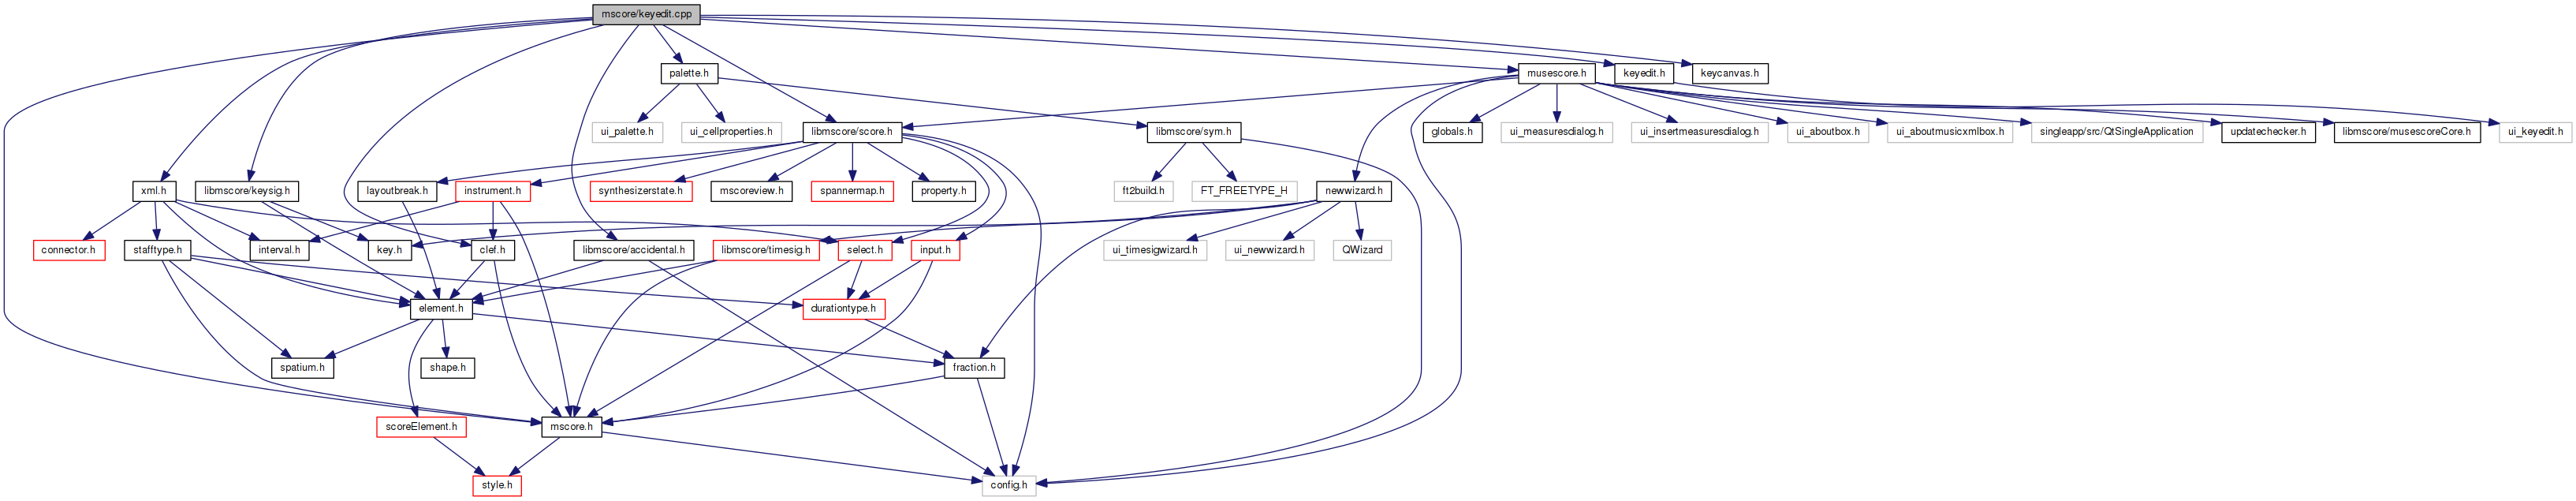 mscore/keyedit.cpp
palette.h
musescore.h
keyedit.h
keycanvas.h
ui_palette.h
ui_cellproperties.h
libmscore/score.h
libmscore/sym.h
globals.h
ui_measuresdialog.h
ui_insertmeasuresdialog.h
ui_aboutbox.h
ui_aboutmusicxmlbox.h
singleapp/src/QtSingleApplication
updatechecker.h
libmscore/musescoreCore.h
ui_keyedit.h
xml.h
libmscore/keysig.h
layoutbreak.h
instrument.h
synthesizerstate.h
mscoreview.h
spannermap.h
property.h
ft2build.h
FT_FREETYPE_H
newwizard.h
connector.h
stafftype.h
interval.h
key.h
clef.h
libmscore/accidental.h
libmscore/timesig.h
select.h
input.h
ui_timesigwizard.h
ui_newwizard.h
QWizard
element.h
durationtype.h
spatium.h
shape.h
fraction.h
scoreElement.h
mscore.h
style.h
config.h